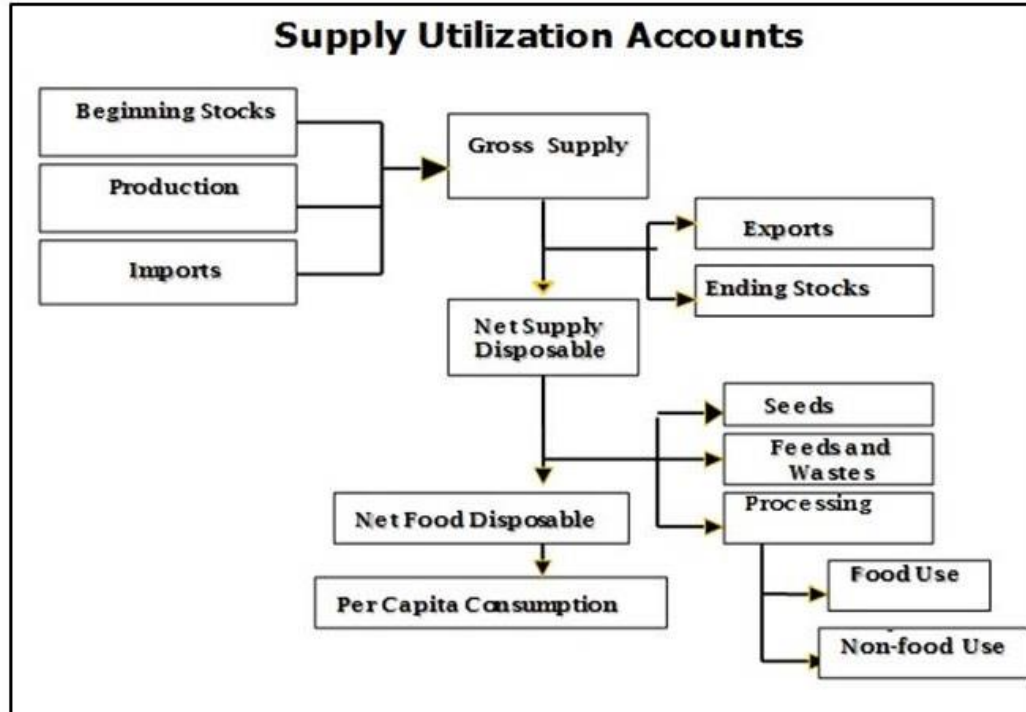 Supply Utilization Accounts
Beginning Stocks
Production
Imports
Gross Supply
Exports
Ending Stocks
Net Supply
Disposable
Seeds
Feeds and
Wastes
Processing
Net Food Disposable
Food Use
Per Capita Consumption
Non-food Use